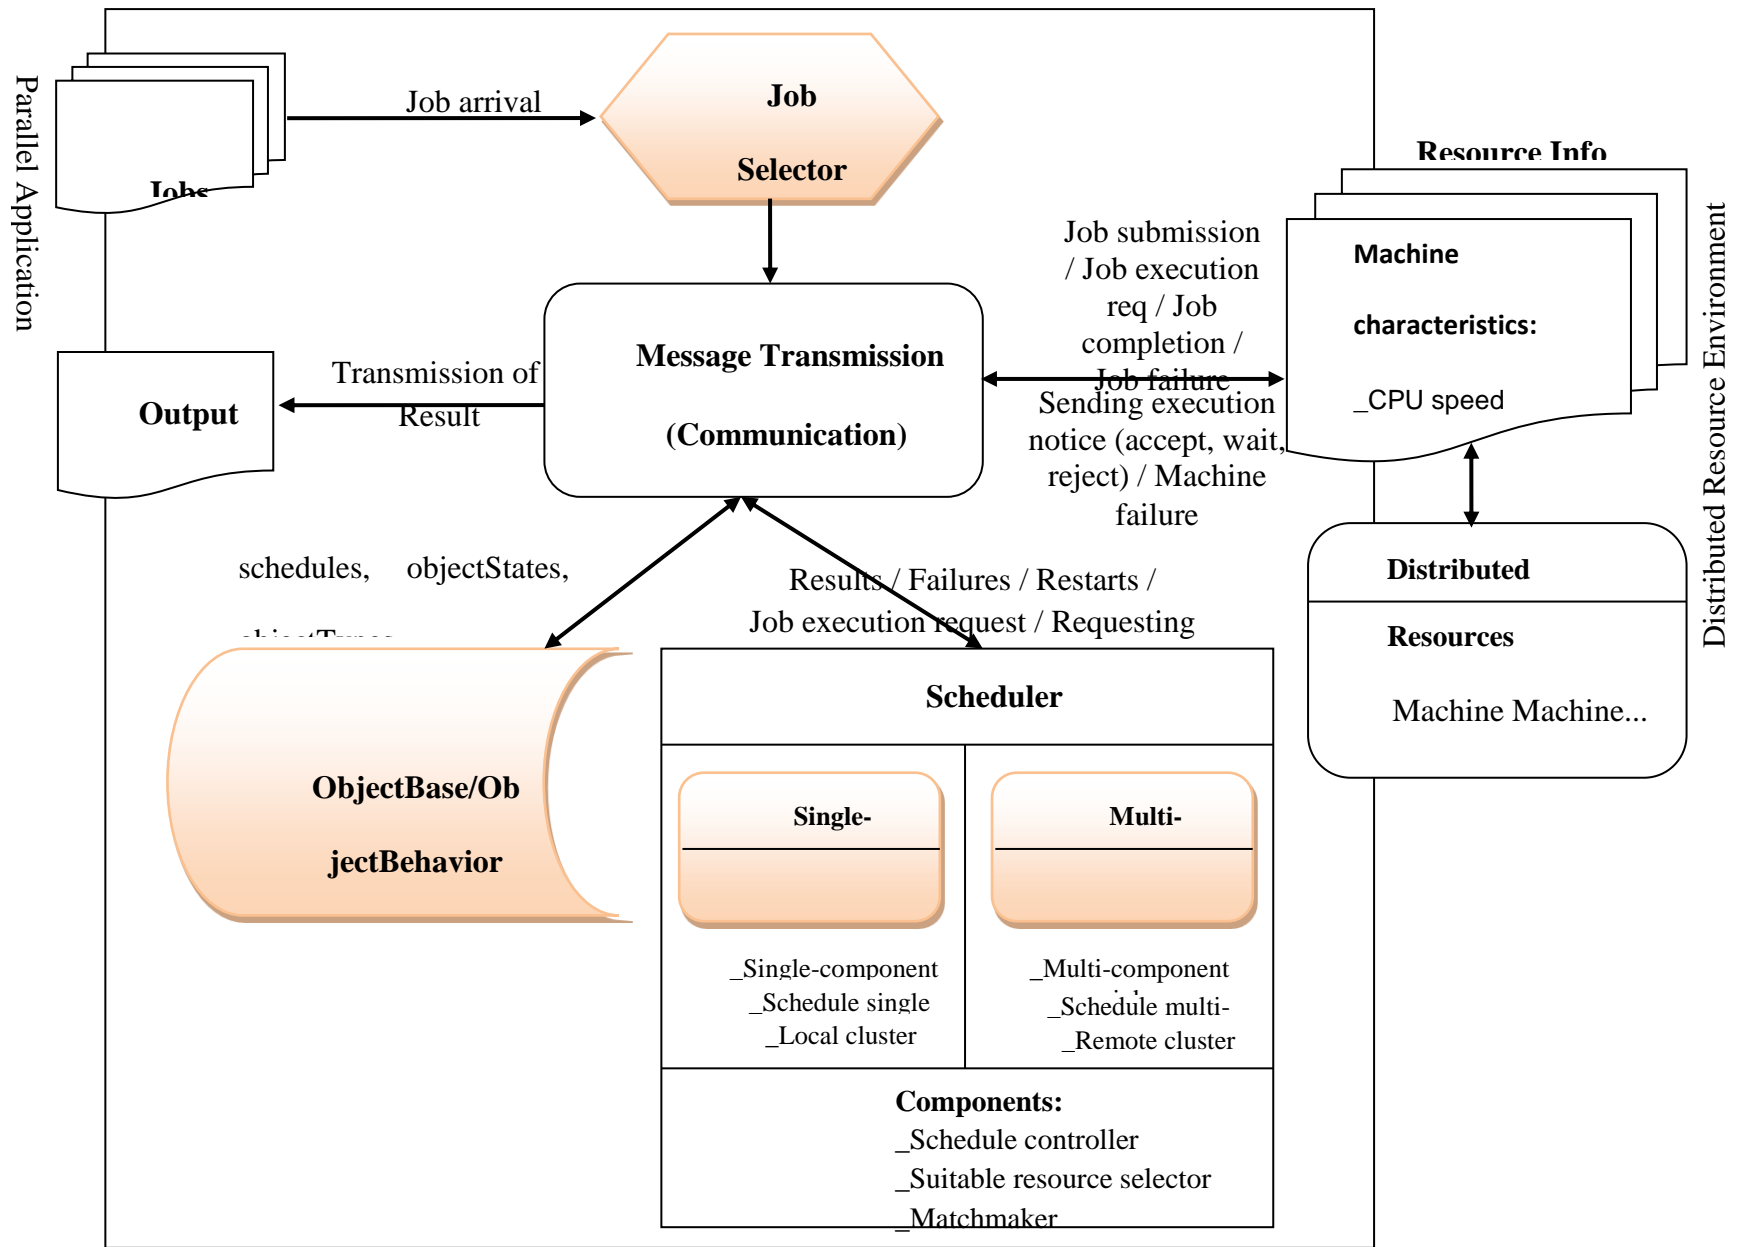 Parallel Application
Jobs
Job arrival
Job
Selector
Resource Info
Machine
characteristics:
_CPU speed
Distributed Resource Environment
Job submission
/ Job execution
req / Job
completion /
Job failure
Sending execution
notice (accept, wait,
reject) / Machine
failure
Message Transmission
(Communication)
Transmission of
Result
Output
Distributed
Resources
Machine Machine...
schedules, objectStates,
objectTypes
Results / Failures / Restarts /
Job execution request / Requesting
ObjectBase/Ob
jectBehavior
Scheduler
Single-
Multi-
_Single-component
_Schedule single
_Local cluster
_Multi-component
_Schedule multi-
_Remote cluster
Components:
_Schedule controller
_Suitable resource selector
_Matchmaker